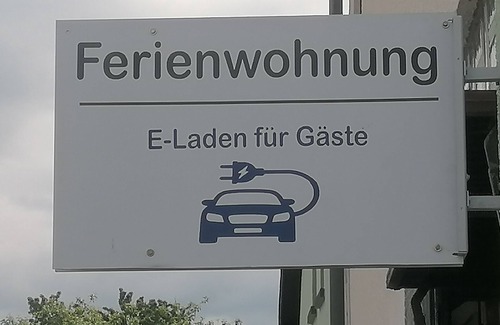 Ferienwohnung
E-Laden für Gäste